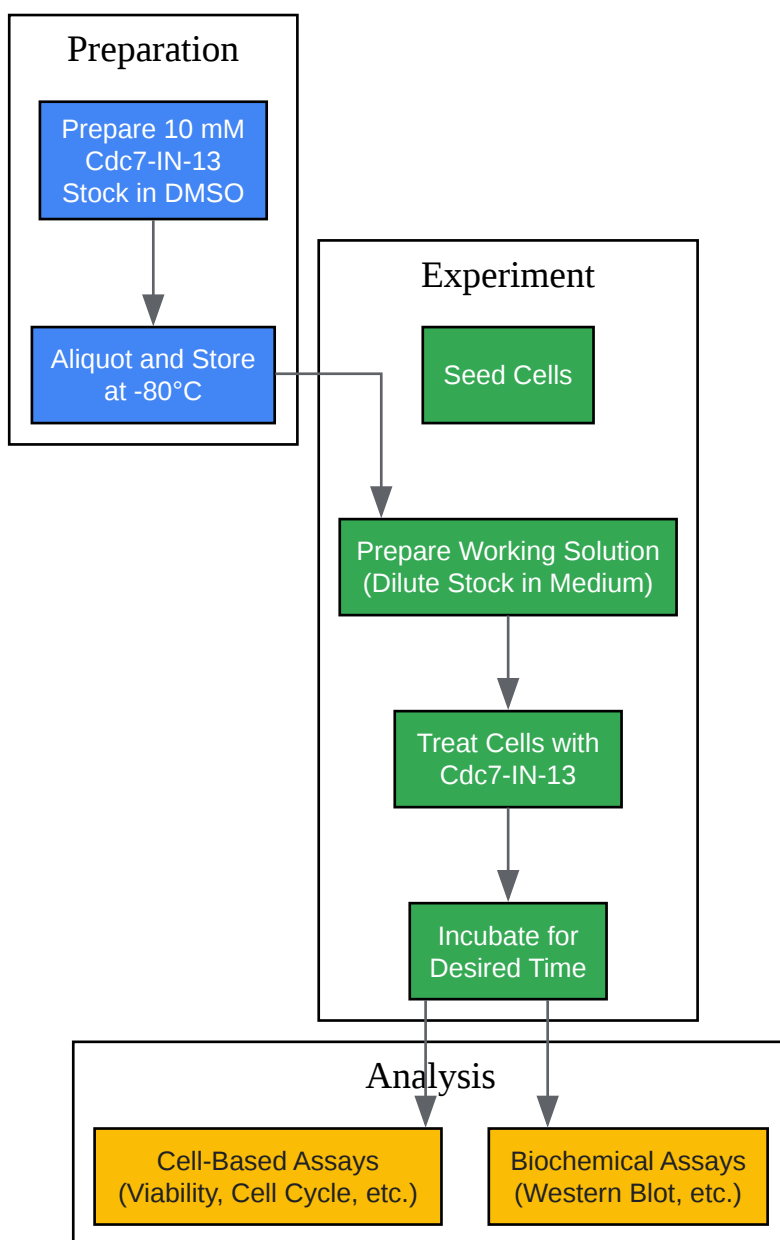 Preparation
Prepare 10 mM
Cdc7-IN-13
Stock in DMSO
Aliquot and Store
at -80°C
Experiment
Seed Cells
Prepare Working Solution
(Dilute Stock in Medium)
Treat Cells with
Cdc7-IN-13
Incubate for
Desired Time
Analysis
Cell-Based Assays
(Viability, Cell Cycle, etc.)
Biochemical Assays
(Western Blot, etc.)